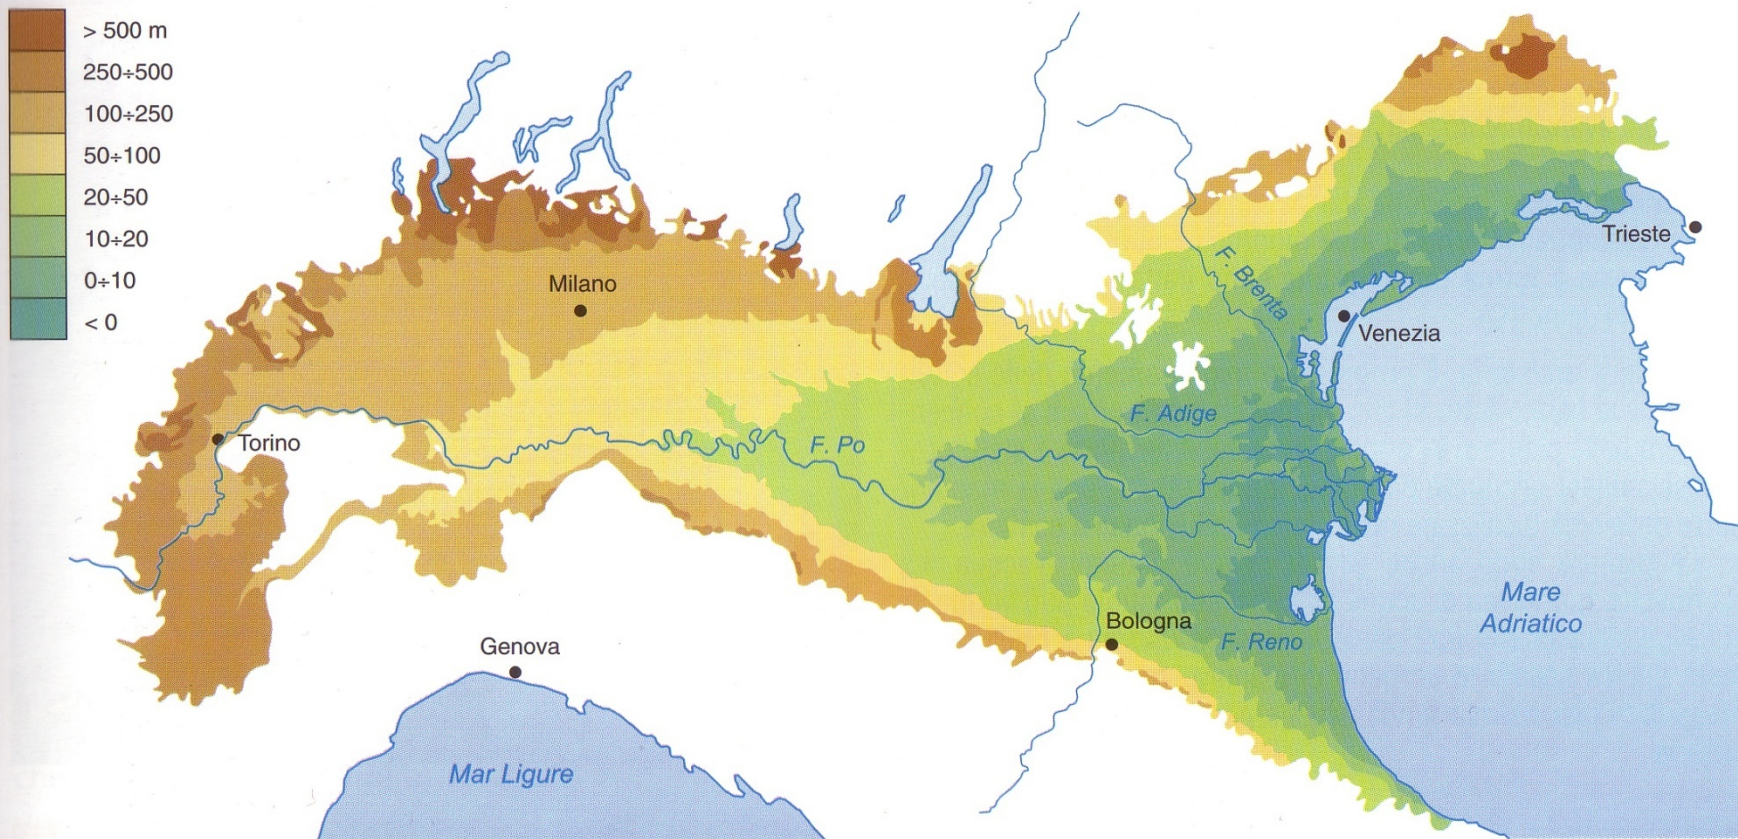 > 500 m
250÷500
100÷250
50÷100
20÷50
10÷20
0÷10
< 0
Milano
Trieste
F. Brenta
Venezia
F. Adige
Torino
F. Po
Bologna
F. Reno
Genova
Mar Ligure
Mare
Adriatico